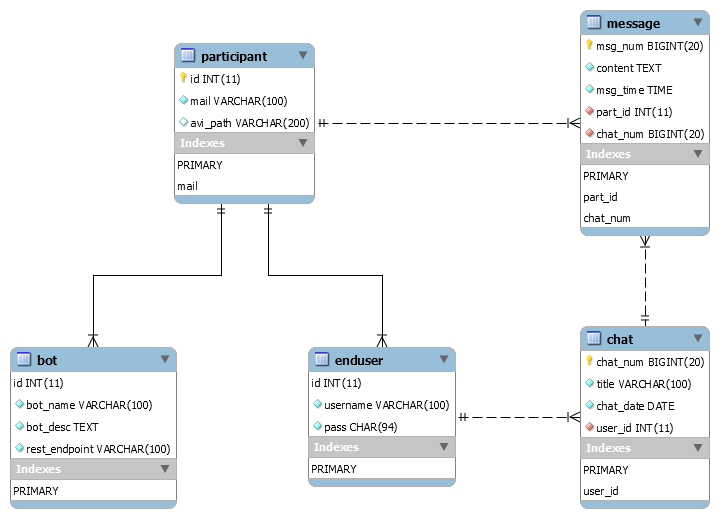 participant
id INT(11)
mail VARCHAR(100)
avi_path VARCHAR(200)
Indexes
PRIMARY
mail
message
msg_num BIGINT(20)
content TEXT
msg_time TIME
part_id INT(11)
chat_num BIGINT(20)
Indexes
PRIMARY
part_id
chat_num
bot
id INT(11)
bot_name VARCHAR(100)
bot_desc TEXT
rest_endpoint VARCHAR(100)
Indexes
PRIMARY
enduser
id INT(11)
username VARCHAR(100)
pass CHAR(94)
Indexes
PRIMARY
chat
chat_num BIGINT(20)
title VARCHAR(100)
chat_date DATE
user_id INT(11)
Indexes
PRIMARY
user_id